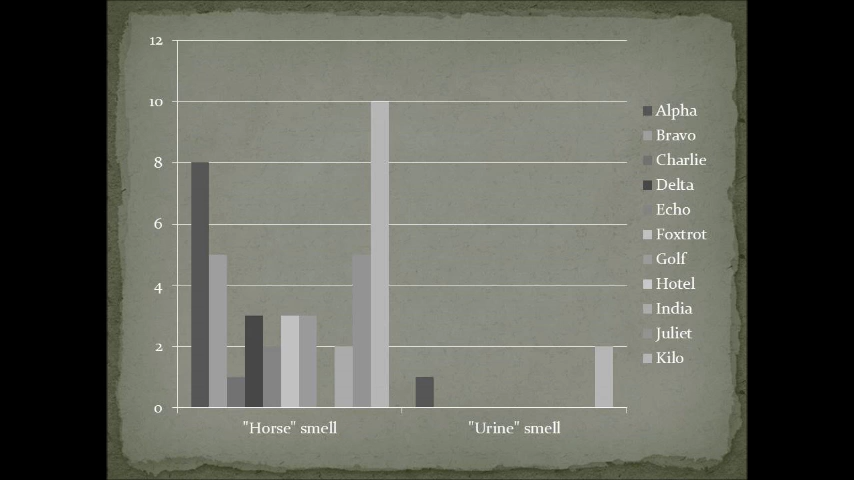 12
10
8
6
4
2
0
"Horse" smell
"Urine" smell
Alpha
Bravo
Charlie
Delta
Echo
Foxtrot
Golf
Hotel
India
Juliet
Kilo